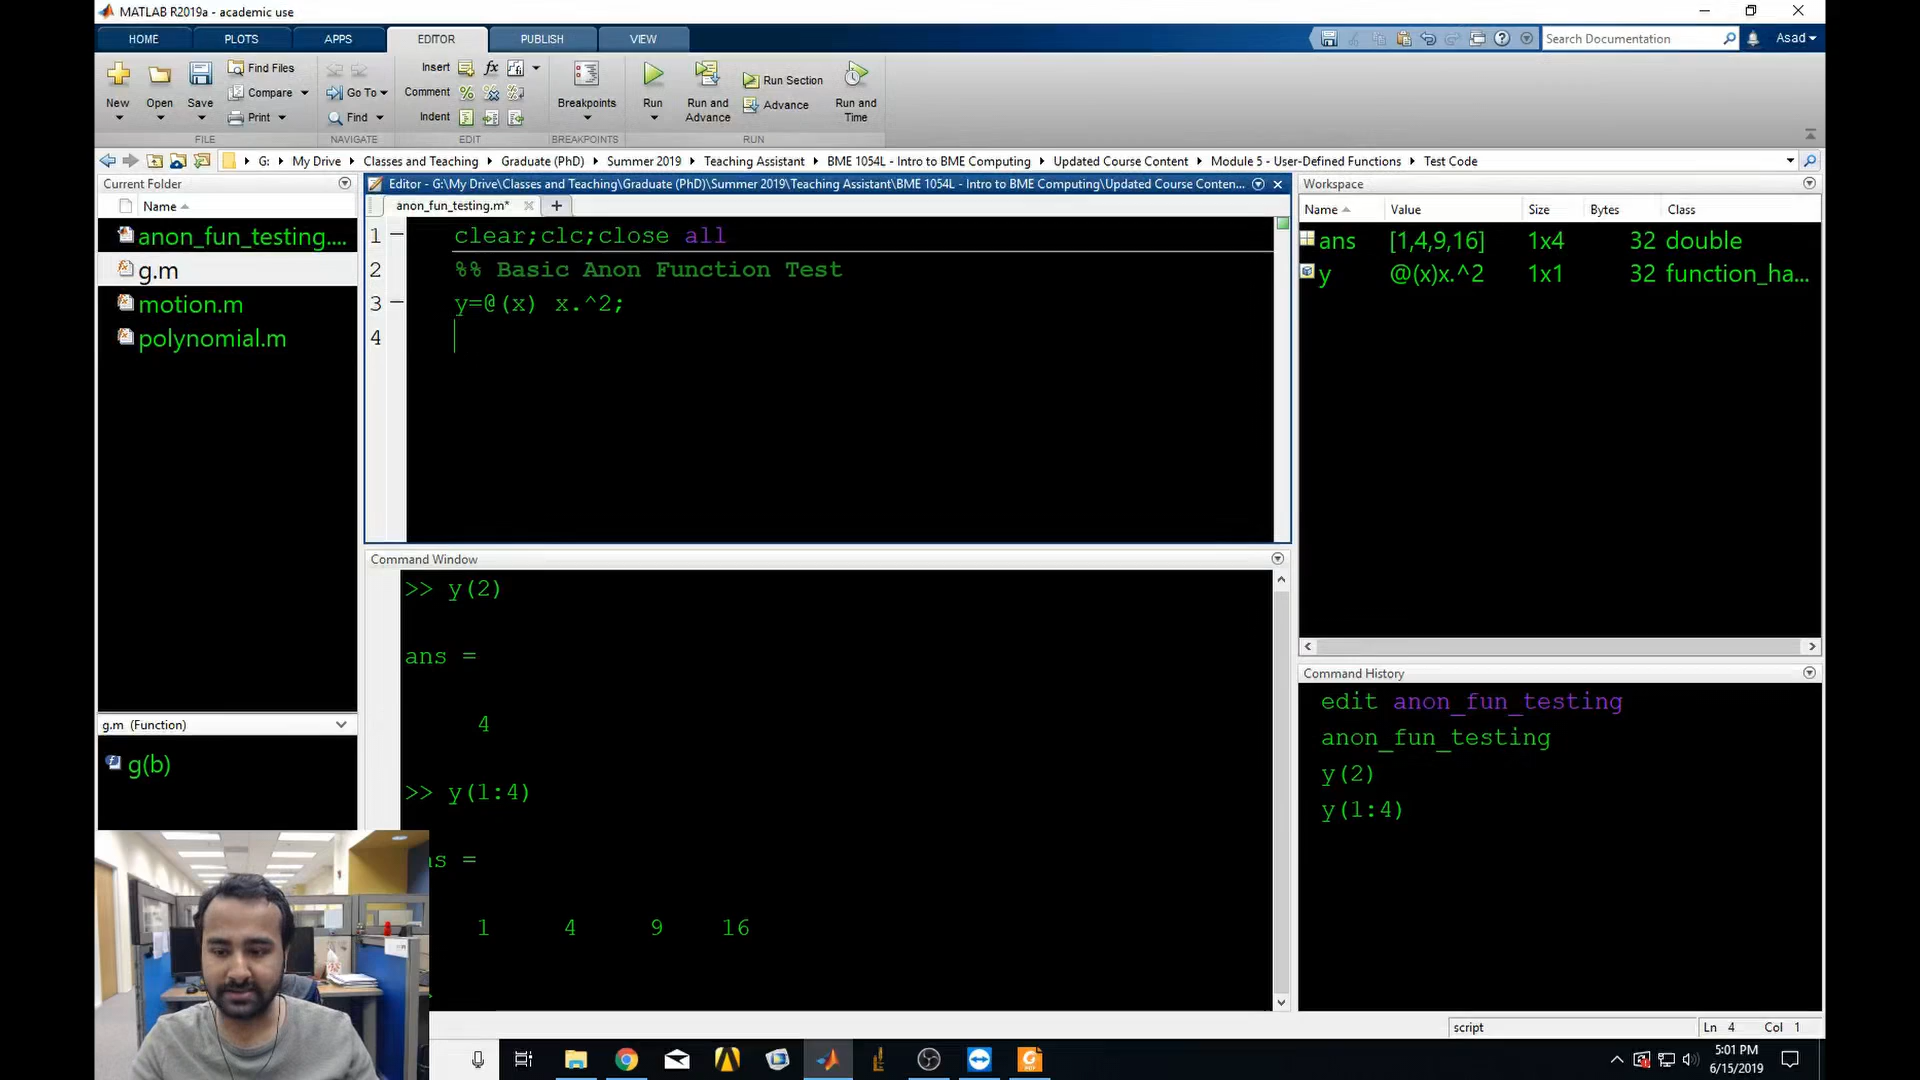 MATLAB R2019a - academic use
HOME PLOTS APPS EDITOR PUBLISH VIEW
Search Documentation
Asad
New Open Save
Find Files
Compare
Print
Go To
Find
Insert
Comment
Indent
Breakpoints
Run
Run and Advance
Run Section
Advance
Run and Time
FILE NAVIGATE EDIT BREAKPOINTS RUN
G: My Drive Classes and Teaching Graduate (PhD) Summer 2019 Teaching Assistant BME 1054L - Intro to BME Computing Updated Course Content Module 5 - User-Defined Functions Test Code
Current Folder
Name
anon_fun_testing....
g.m
motion.m
polynomial.m
g.m (Function)
g(b)
Editor - G:\My Drive\Classes and Teaching\Graduate (PhD)\Summer 2019\Teaching Assistant\BME 1054L - Intro to BME Computing\Updated Course Conten...
anon_fun_testing.m*
1 clear;clc;close all
2 %% Basic Anon Function Test
3 y=@(x) x.^2;
4
Command Window
>> y(2)
ans =
4
>> y(1:4)
ns =
1 4 9 16
Workspace
Name Value Size Bytes Class
ans [1,4,9,16] 1x4 32 double
y @(x)x.^2 1x1 32 function_ha...
Command History
edit anon_fun_testing
anon_fun_testing
y(2)
y(1:4)
script Ln 4 Col 1
5:01 PM
6/15/2019